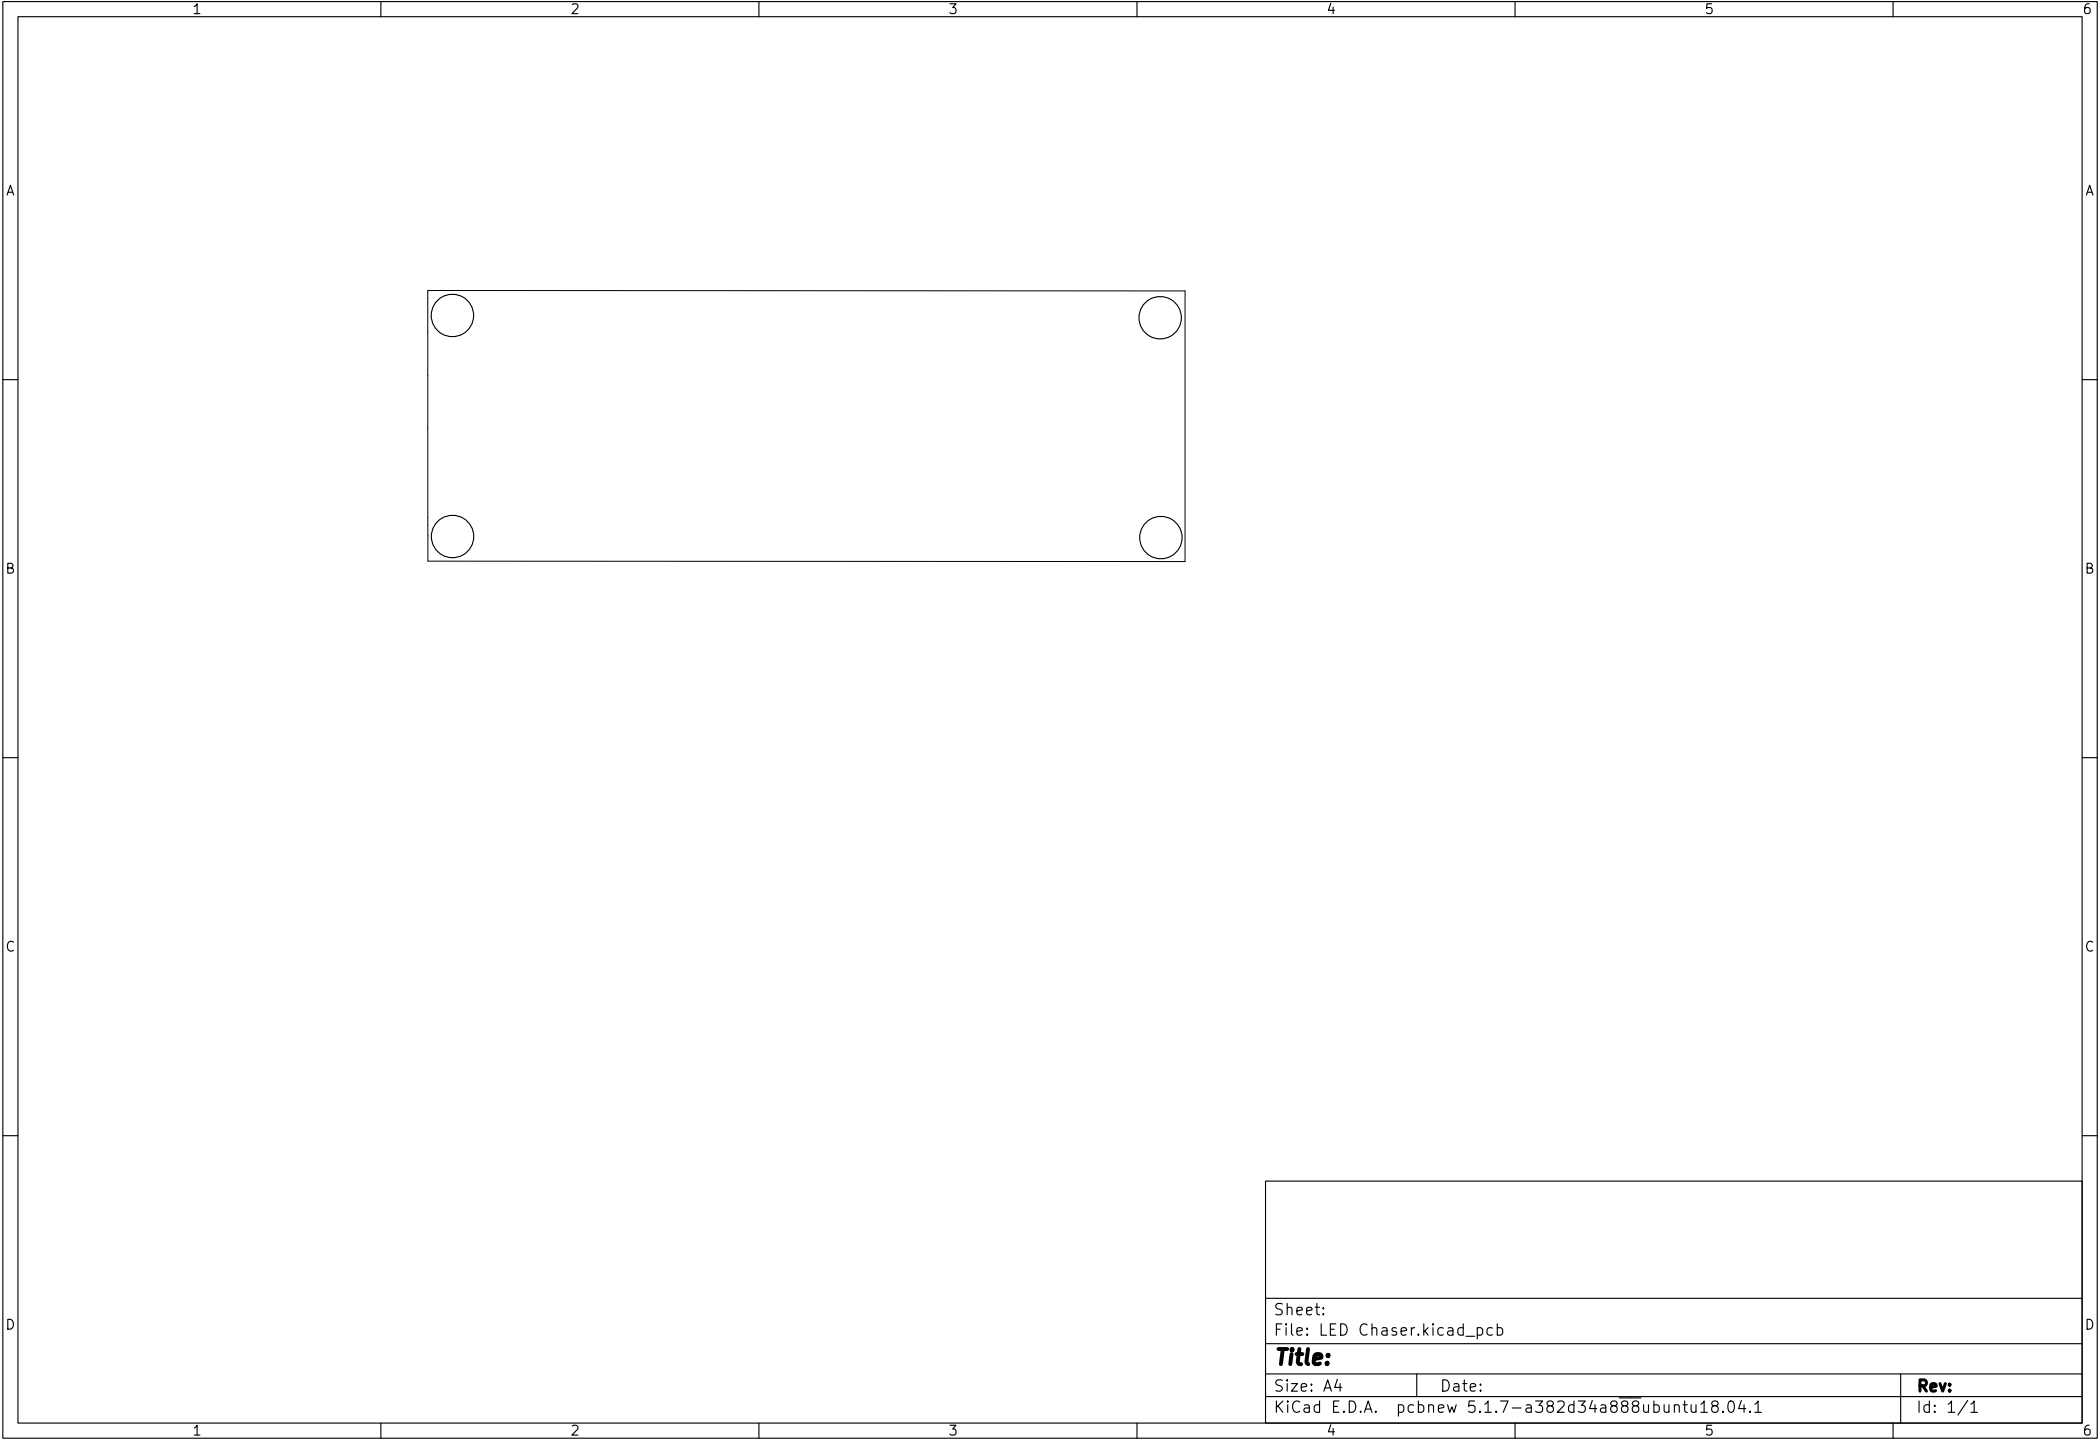 1 2 3 4 5 6
A A
B B
C C
Sheet:
File: LED Chaser.kicad_pcb
D D
Title:
Size: A4 Date: Rev:
KiCad E.D.A. pcbnew 5.1.7-a382d34a888ubuntu18.04.1 Id: 1/1
1 2 3 4 5 6